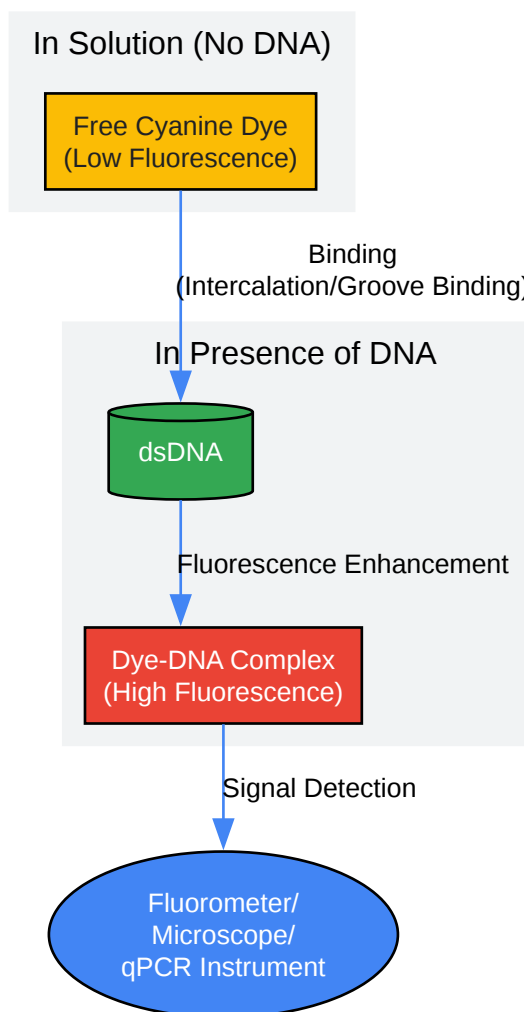 In Solution (No DNA)
Free Cyanine Dye
(Low Fluorescence)
Binding
(Intercalation/Groove Binding)
In Presence of DNA
dsDNA
Fluorescence Enhancement
Dye-DNA Complex
(High Fluorescence)
Signal Detection
Fluorometer/
Microscope/
qPCR Instrument